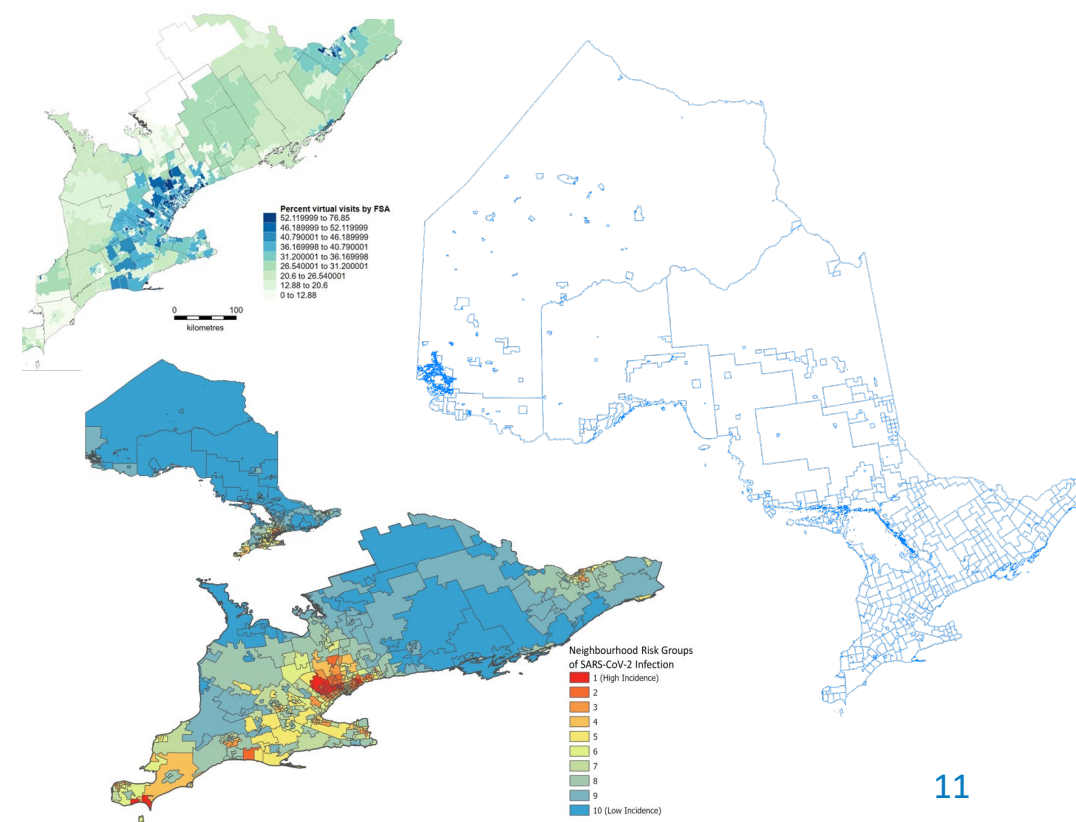 Percent virtual visits by FSA
52.119999 to 76.85
46.189999 to 52.119999
40.790001 to 46.189999
36.169998 to 40.790001
31.200001 to 36.169998
26.540001 to 31.200001
20.6 to 26.540001
12.88 to 20.6
0 to 12.88
0 100
kilometres
Neighbourhood Risk Groups
of SARS-CoV-2 Infection
1 (High Incidence)
2
3
4
5
6
7
8
9
10 (Low Incidence)
11